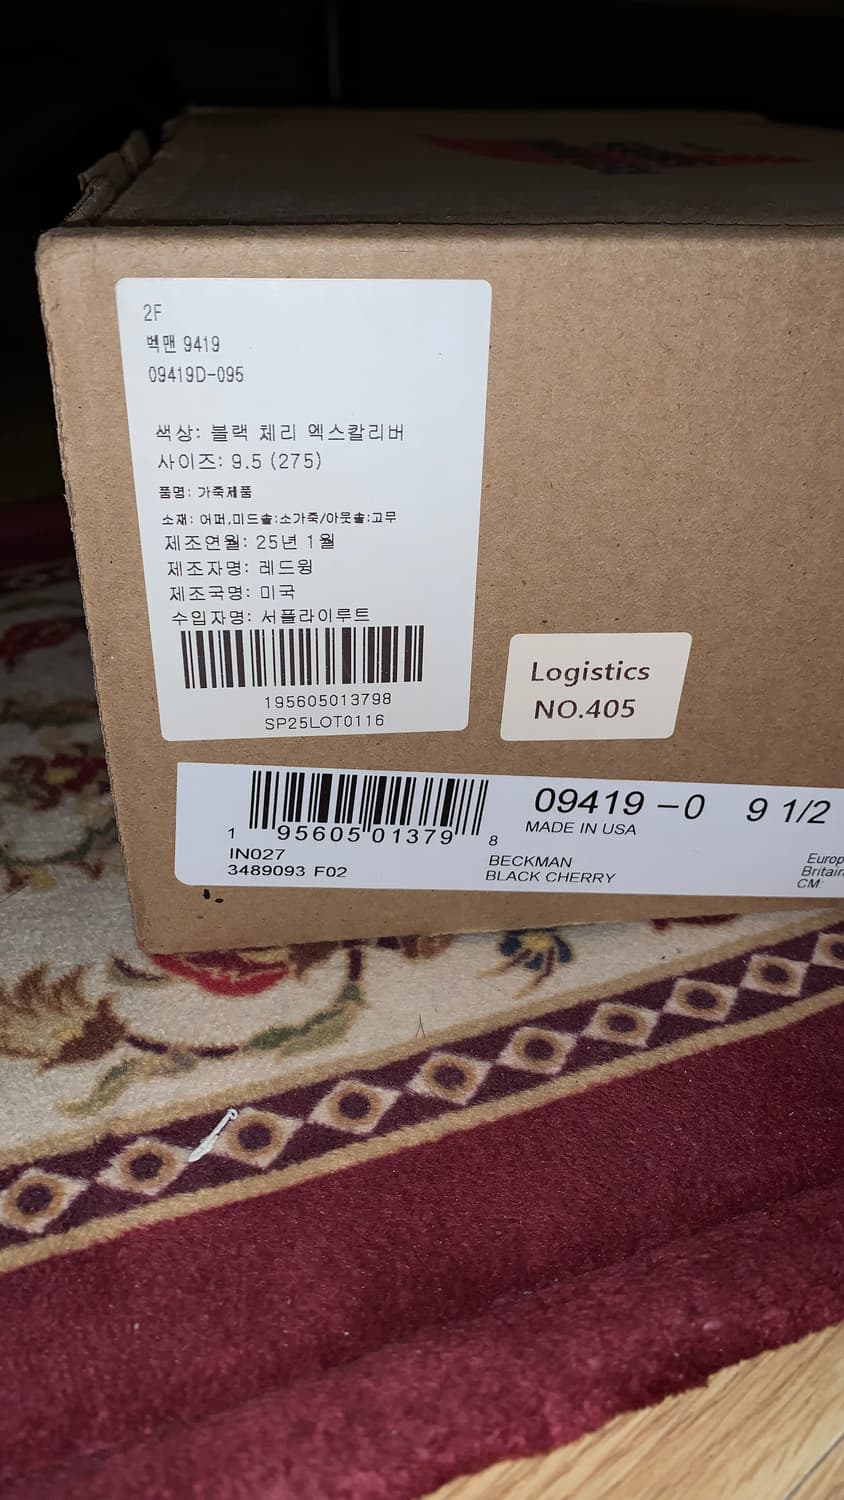 2F
벡맨 9419
09419D-095
색상: 블랙 체리 엑스칼리버
사이즈: 9.5 (275)
품명: 가죽제품
소재: 어퍼,미드솔:소가죽/아웃솔:고무
제조연월: 25년 1월
제조자명: 레드윙
제조국명: 미국
수입자명: 서플라이루트
195605013798
SP25LOT0116
Logistics
NO.405
1 95605 01379 8
IN027
3489093 F02
09419 -0 9 1/2
MADE IN USA
BECKMAN
BLACK CHERRY
Europ
Britain
CM: